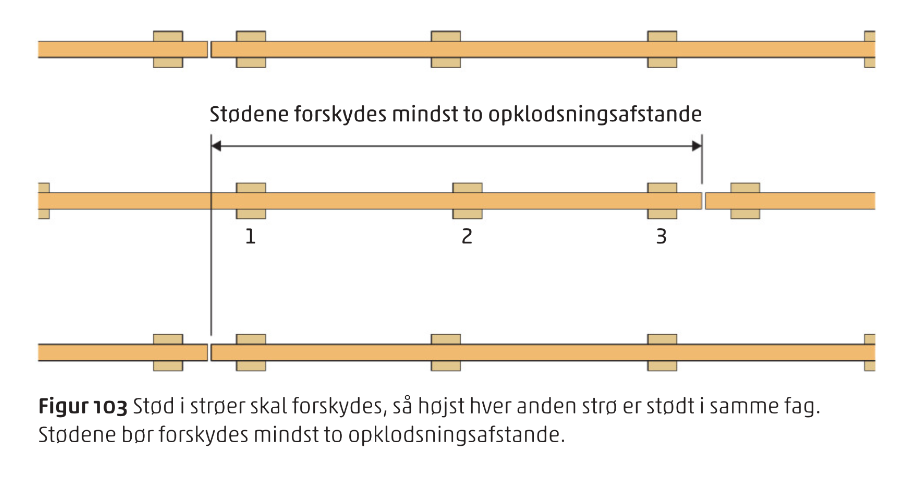 Stødene forskydes mindst to opklodsningsafstande
1 2 3
Figur 103 Stød i strøer skal forskydes, så højst hver anden strø er stødt i samme fag.
Stødene bør forskydes mindst to opklodsningsafstande.